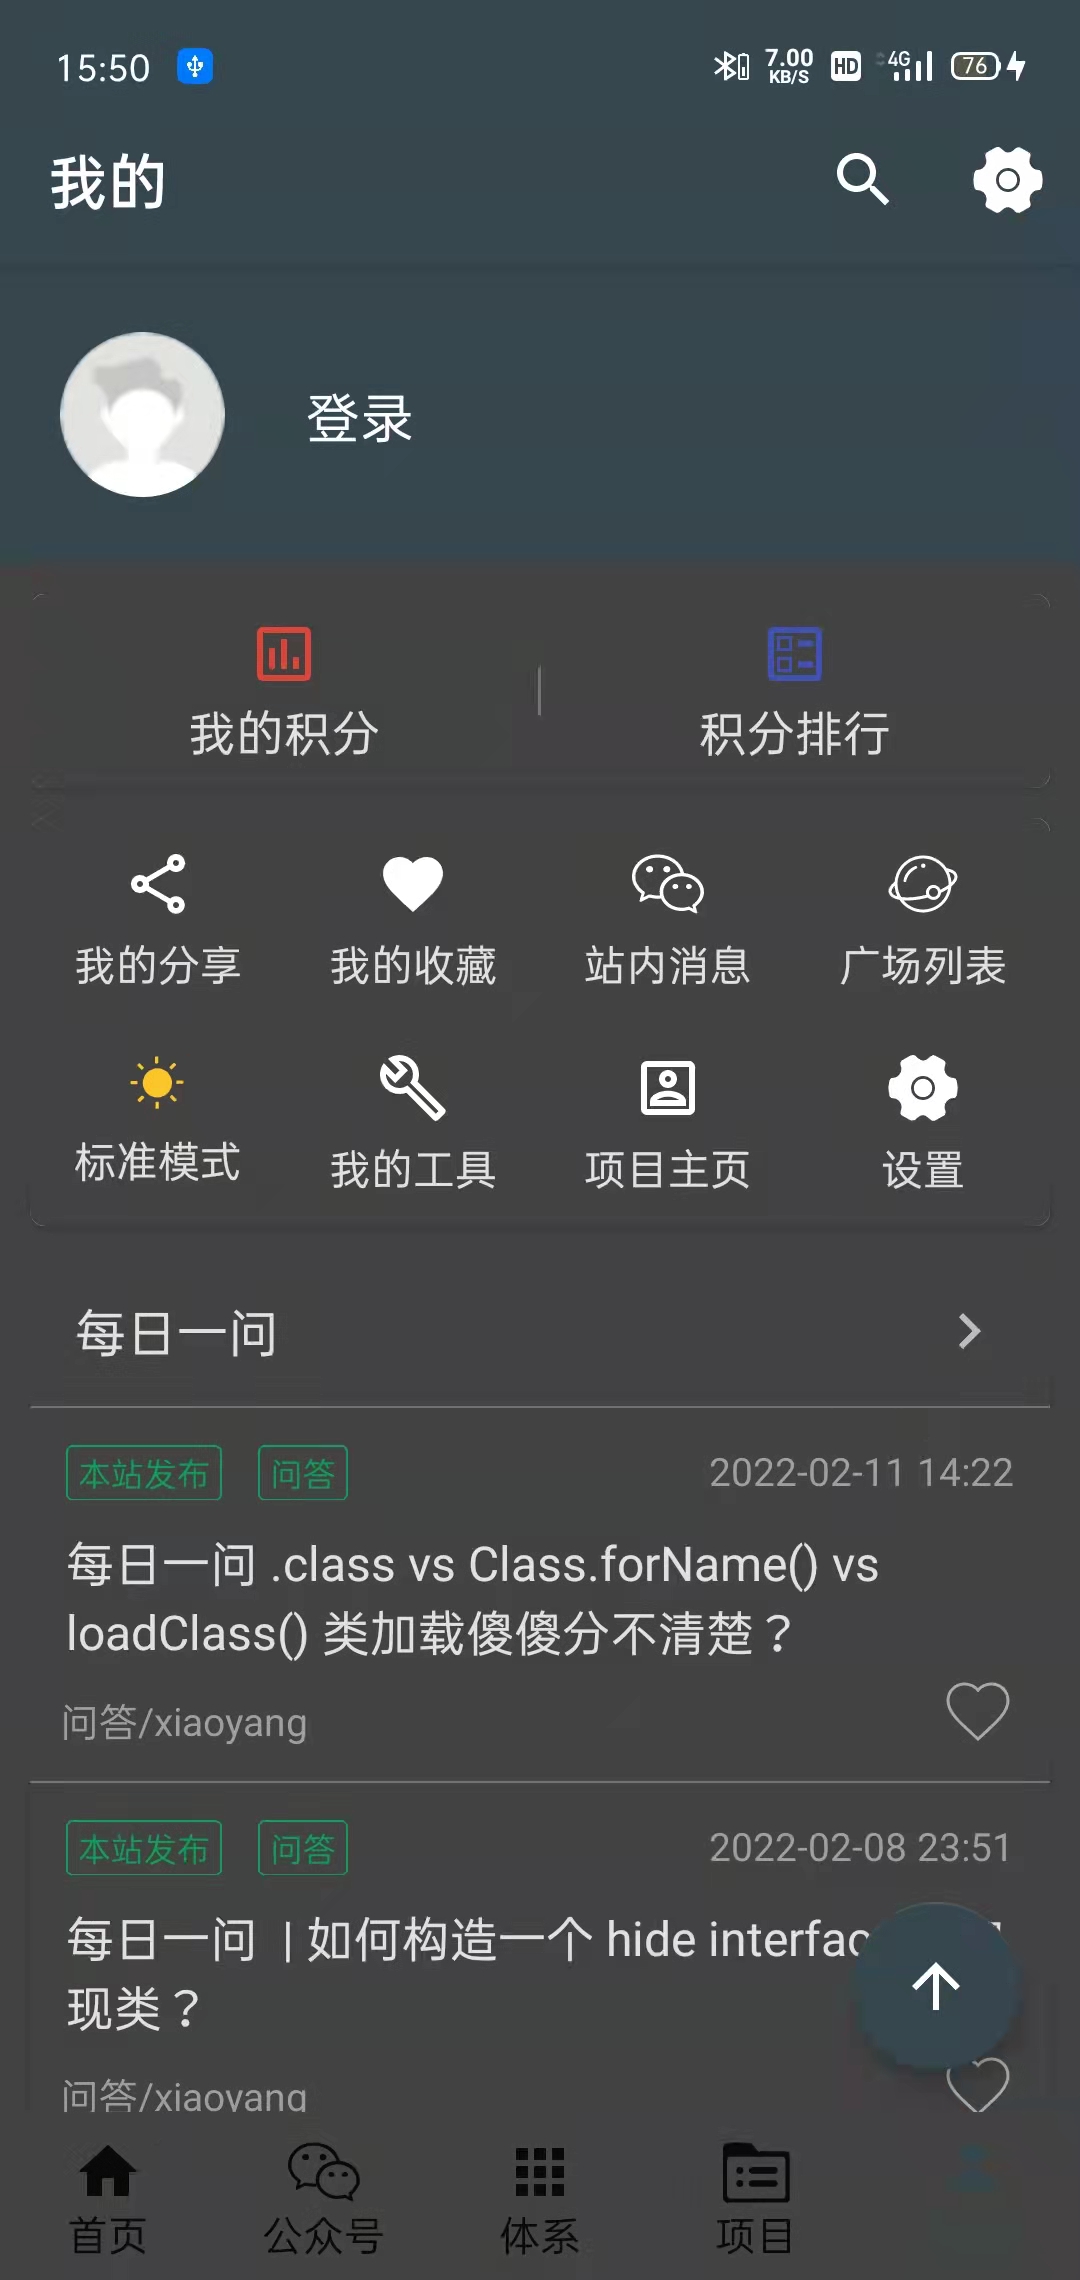 15:50
7.00
KB/S
HD
4G
76
我的
登录
我的积分
积分排行
我的分享
我的收藏
站内消息
广场列表
标准模式
我的工具
项目主页
设置
每日一问
本站发布 问答 2022-02-11 14:22
每日一问 .class vs Class.forName() vs
loadClass() 类加载傻傻分不清楚？
问答/xiaoyang
本站发布 问答 2022-02-08 23:51
每日一问 | 如何构造一个 hide interfac
现类？
问答/xiaoyang
首页
公众号
体系
项目